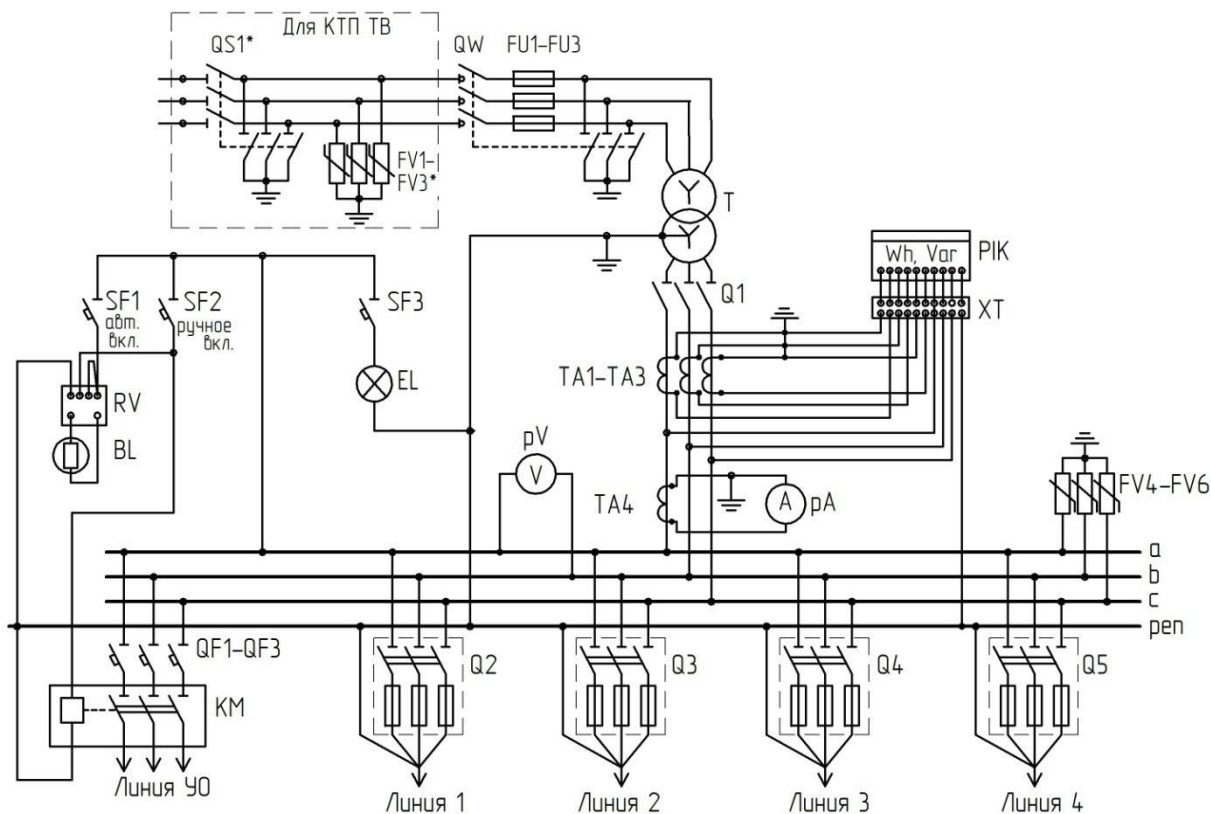 Для КТП ТВ
QS1*
QW
FU1-FU3
FV1-
FV3*
T
Wh, Var
PIK
XT
Q1
SF1
авт.
вкл.
SF2
ручное
вкл.
SF3
TA1-TA3
EL
RV
BL
pV
V
TA4
A
pA
FV4-FV6
a
b
c
pen
QF1-QF3
Q2
Q3
Q4
Q5
KM
Линия УО
Линия 1
Линия 2
Линия 3
Линия 4